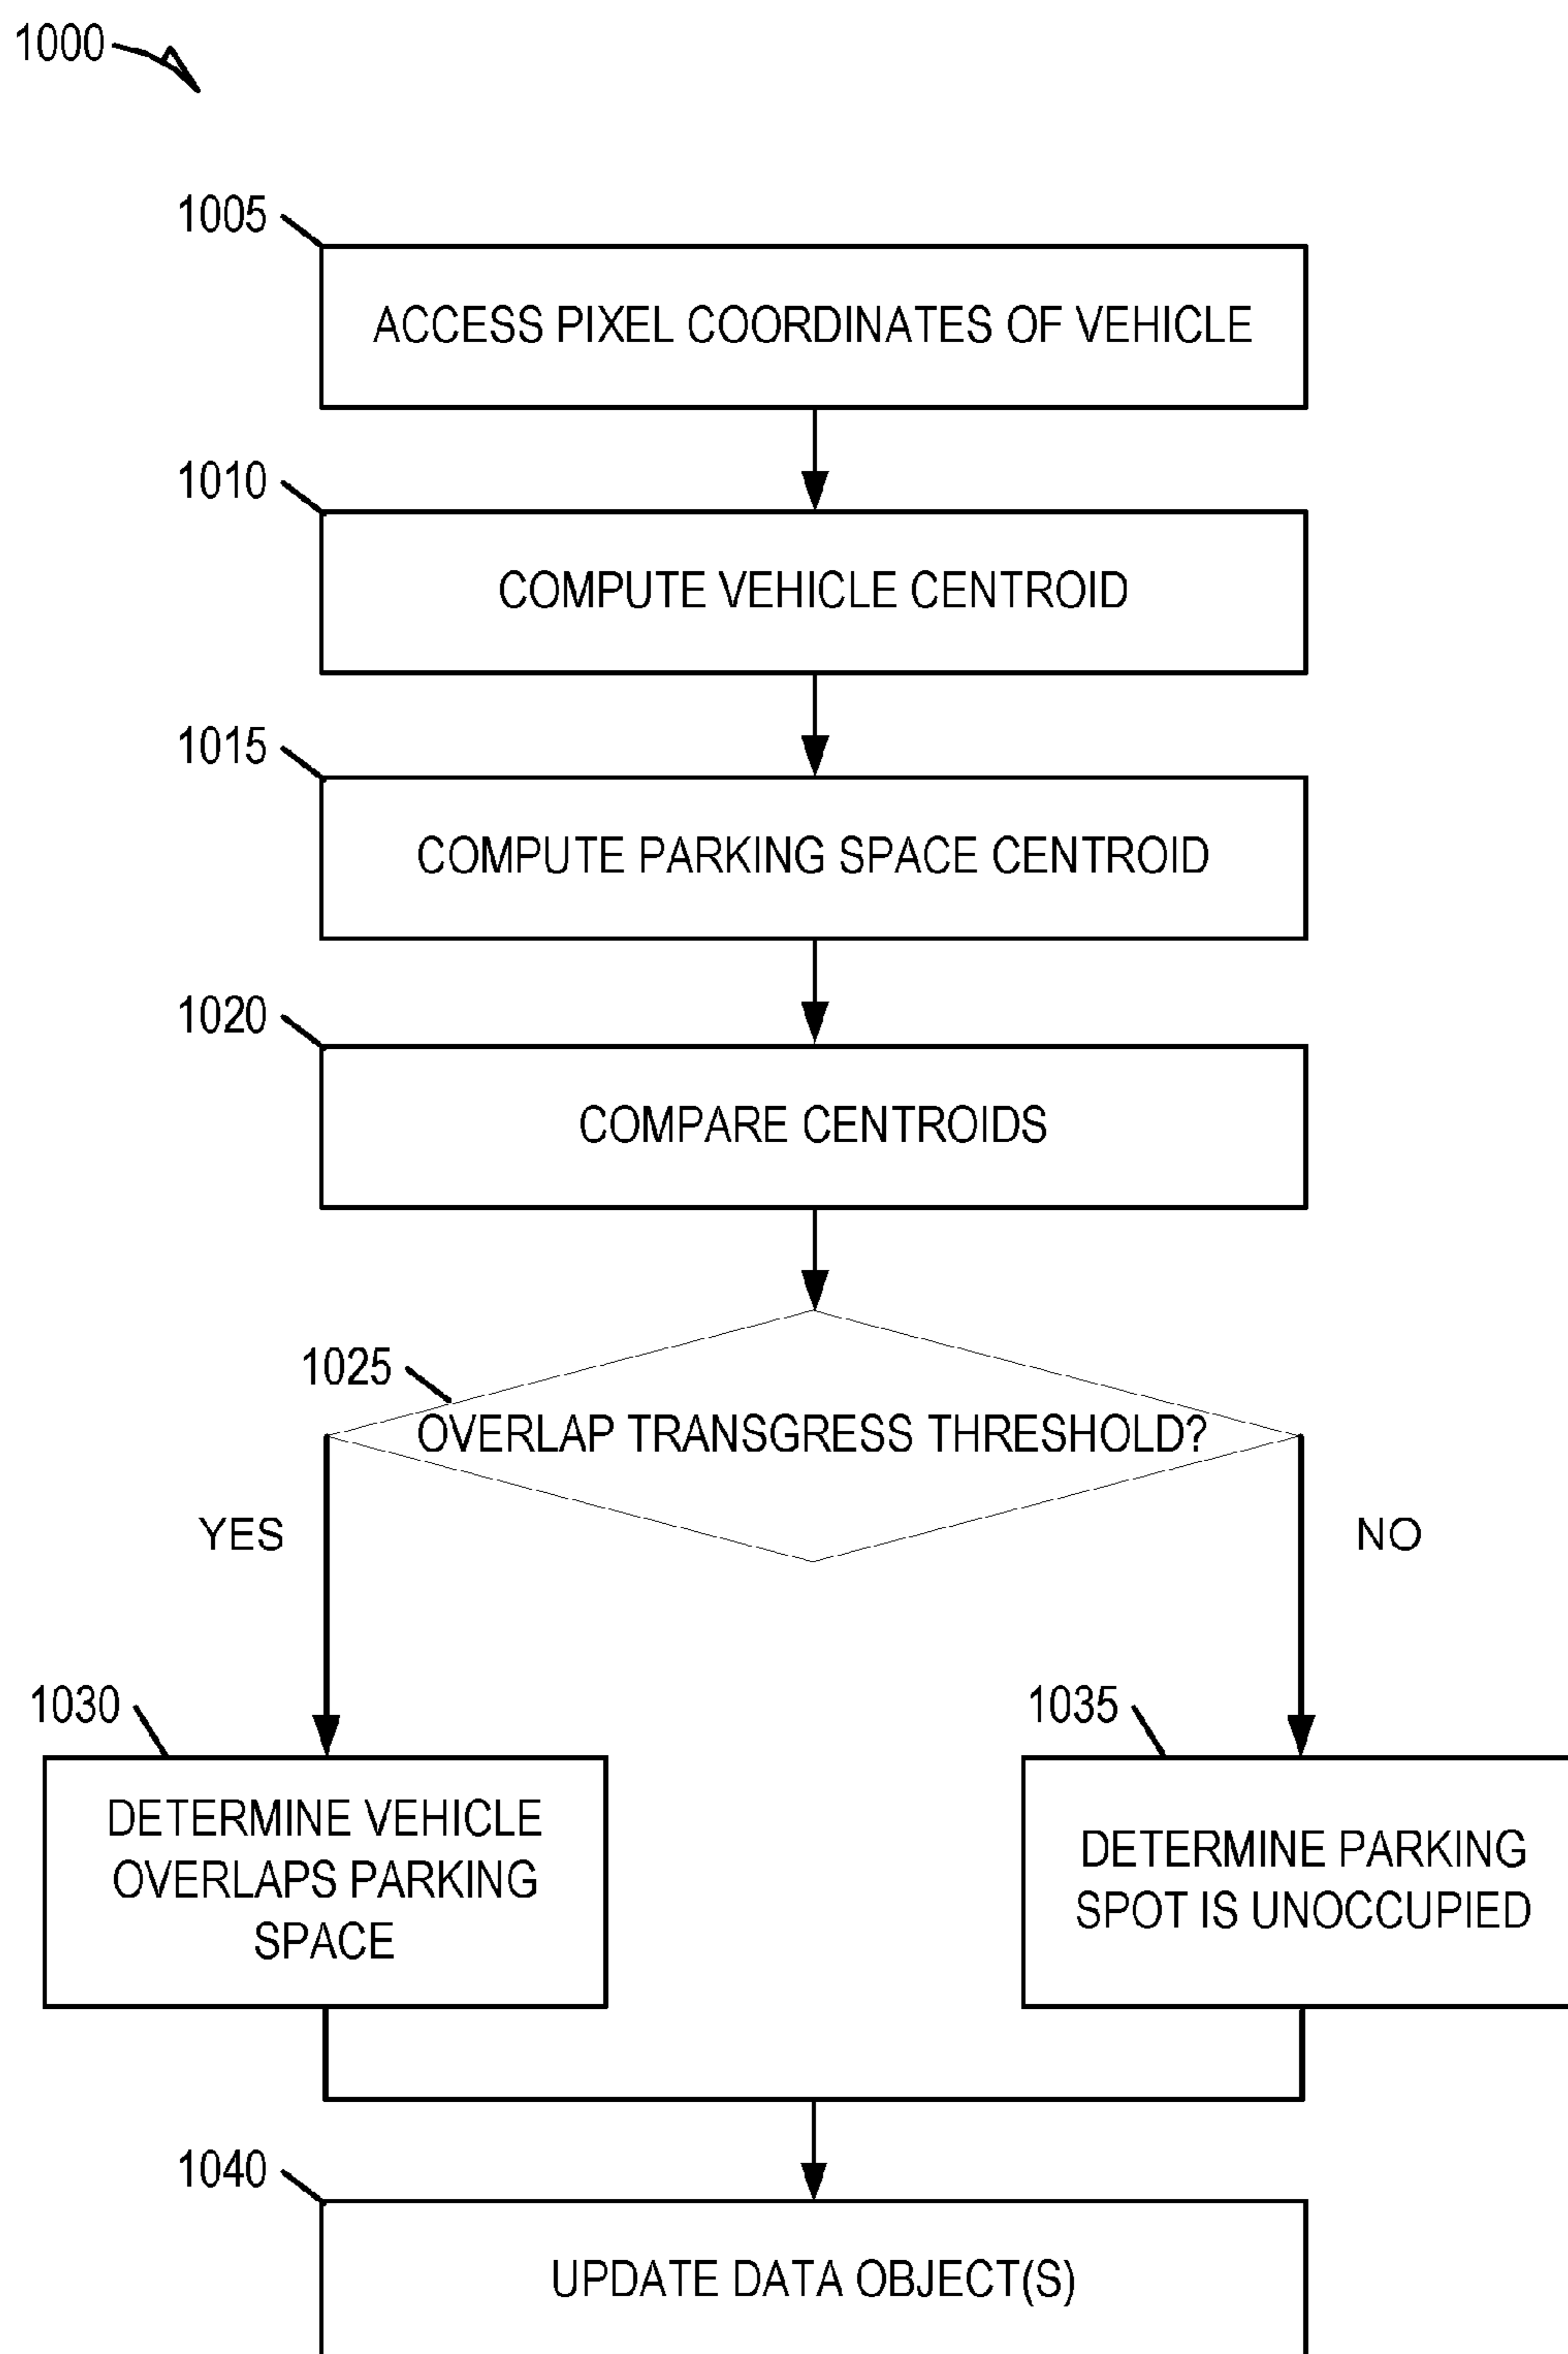 1000
1005
ACCESS PIXEL COORDINATES OF VEHICLE
1010
COMPUTE VEHICLE CENTROID
1015
COMPUTE PARKING SPACE CENTROID
1020
COMPARE CENTROIDS
1025
OVERLAP TRANSGRESS THRESHOLD?
YES
NO
1030
DETERMINE VEHICLE
OVERLAPS PARKING
SPACE
1035
DETERMINE PARKING
SPOT IS UNOCCUPIED
1040
UPDATE DATA OBJECT(S)